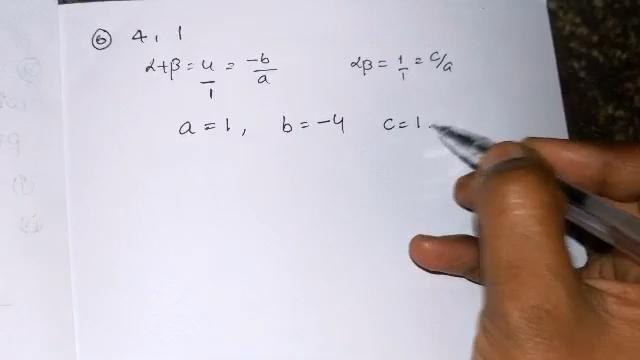 ⑥ 4, 1
α+β = 4/1 = -b/a αβ = 1/1 = c/a
a = 1, b = -4 c = 1.